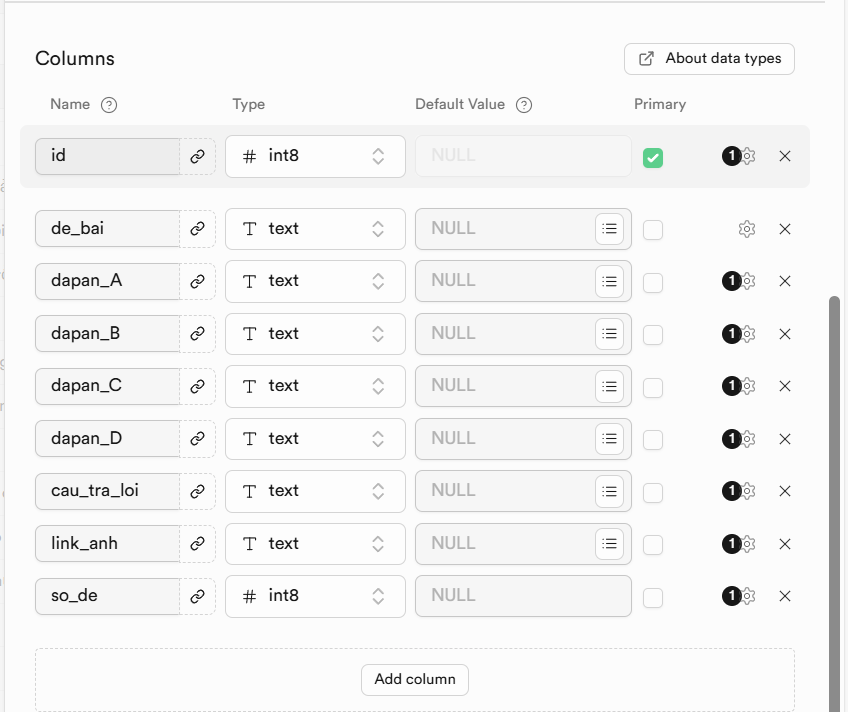 Columns
About data types
Name ? Type Default Value ? Primary
id # int8 NULL 1
de_bai T text NULL
dapan_A T text NULL 1
dapan_B T text NULL 1
dapan_C T text NULL 1
dapan_D T text NULL 1
cau_tra_loi T text NULL 1
link_anh T text NULL 1
so_de # int8 NULL 1
Add column